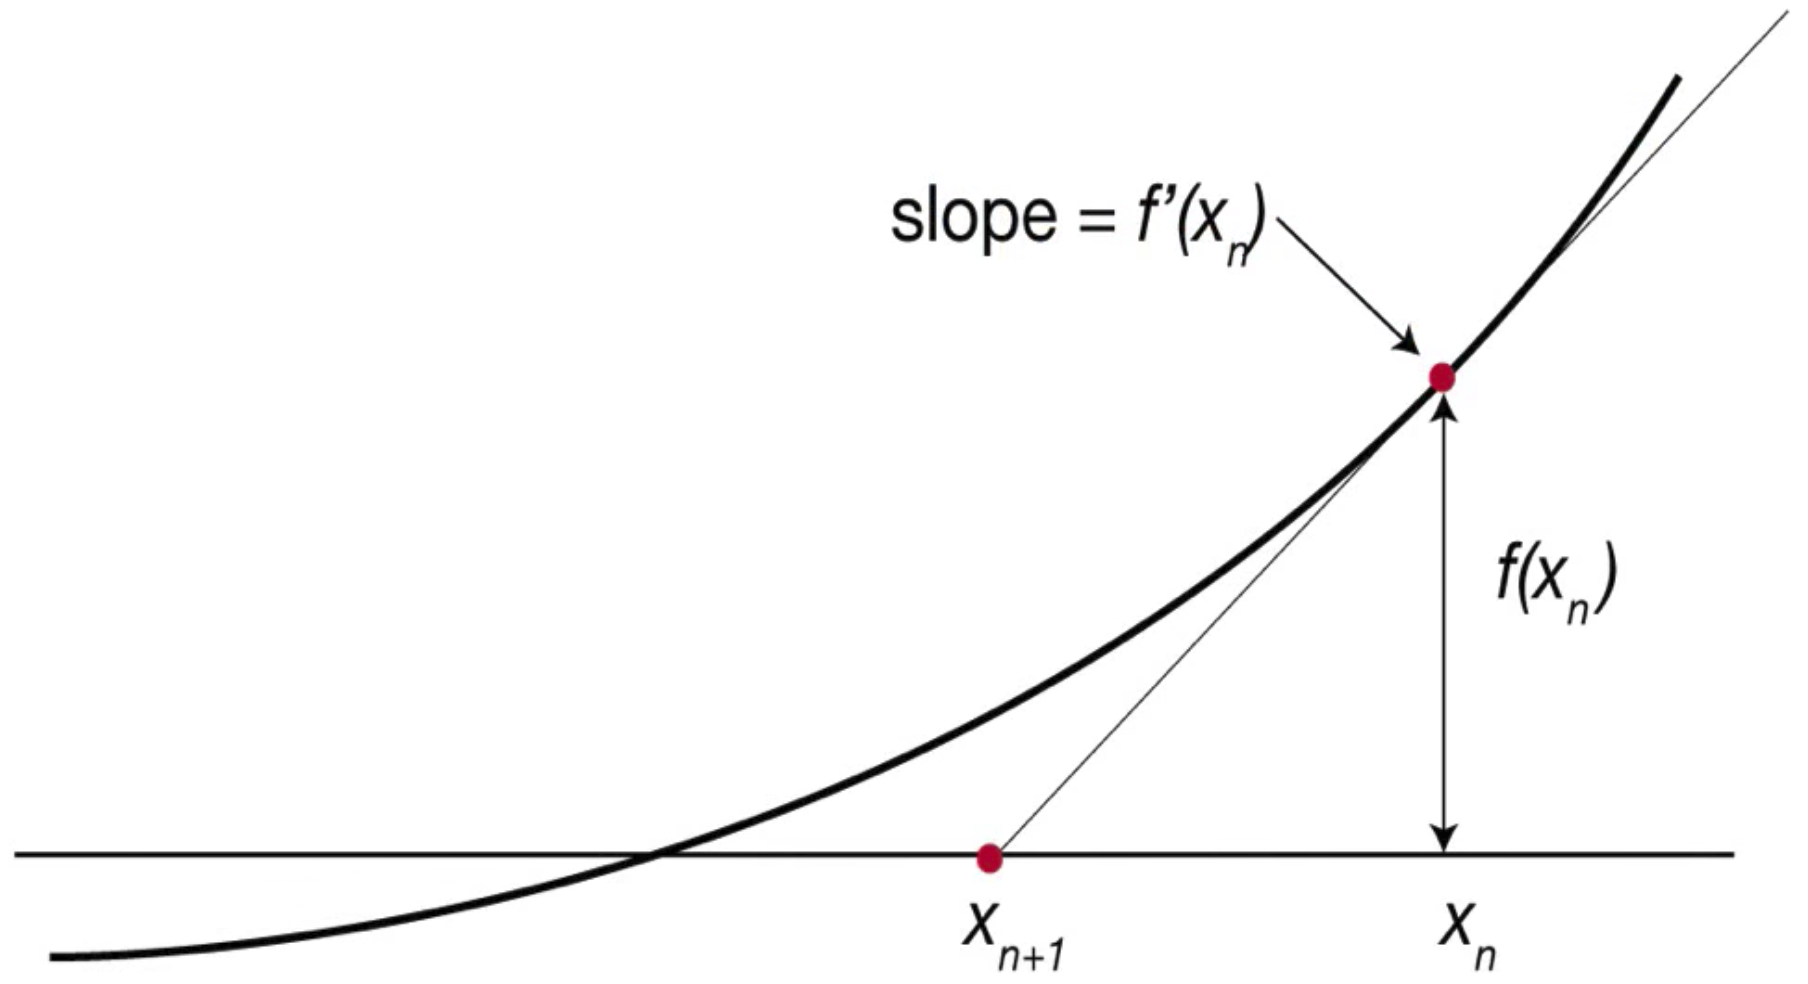 slope = f’(xₙ)
f(xₙ)
xₙ₊₁
xₙ